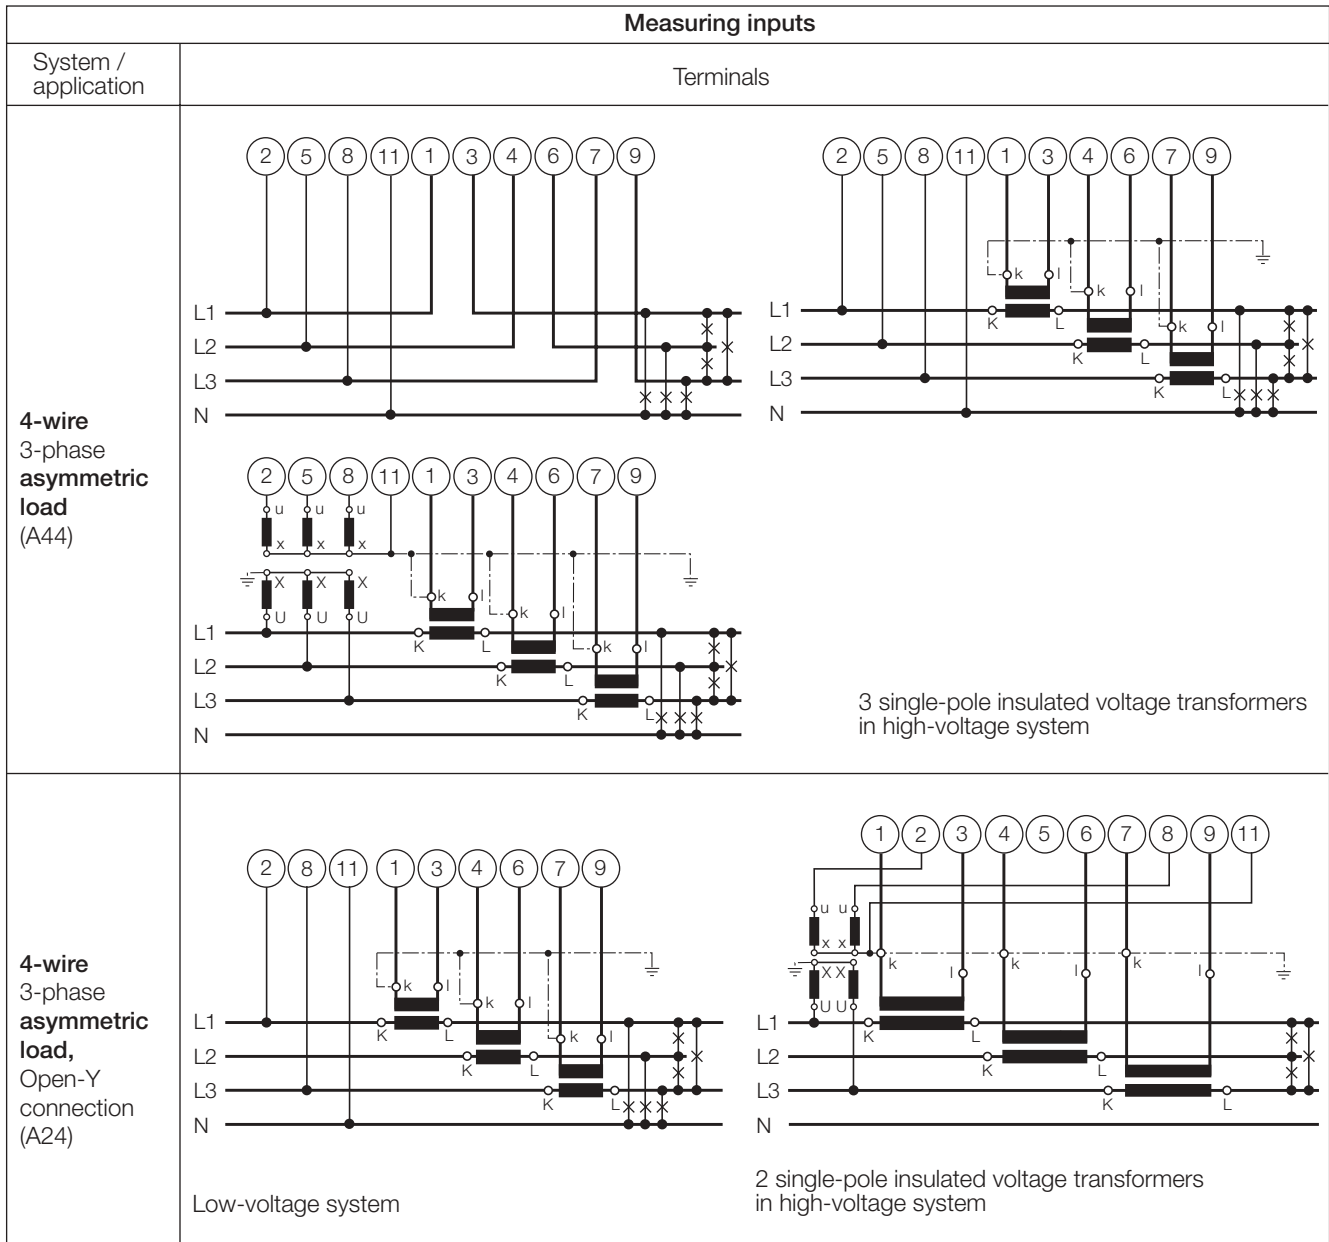 Measuring inputs
System /
application
Terminals
4-wire
3-phase
asymmetric
load
(A44)
2 5 8 11 1 3 4 6 7 9
L1
L2
L3
N
2 5 8 11 1 3 4 6 7 9
k l
k l
L1 K L
k l
L2 K L
L3 K L
N
2 5 8 11 1 3 4 6 7 9
u u u
x x x
X X X
k l
U U U
k l
L1 K L
k l
L2 K L
L3 K L
N
3 single-pole insulated voltage transformers
in high-voltage system
4-wire
3-phase
asymmetric
load,
Open-Y
connection
(A24)
2 8 11 1 3 4 6 7 9
k l
k l
L1 K L
k l
L2 K L
L3 K L
N
Low-voltage system
1 2 3 4 5 6 7 8 9 11
u u
x x
k k k
X X l l l
U U
L1 K L
L2 K L
L3 K L
N
2 single-pole insulated voltage transformers
in high-voltage system